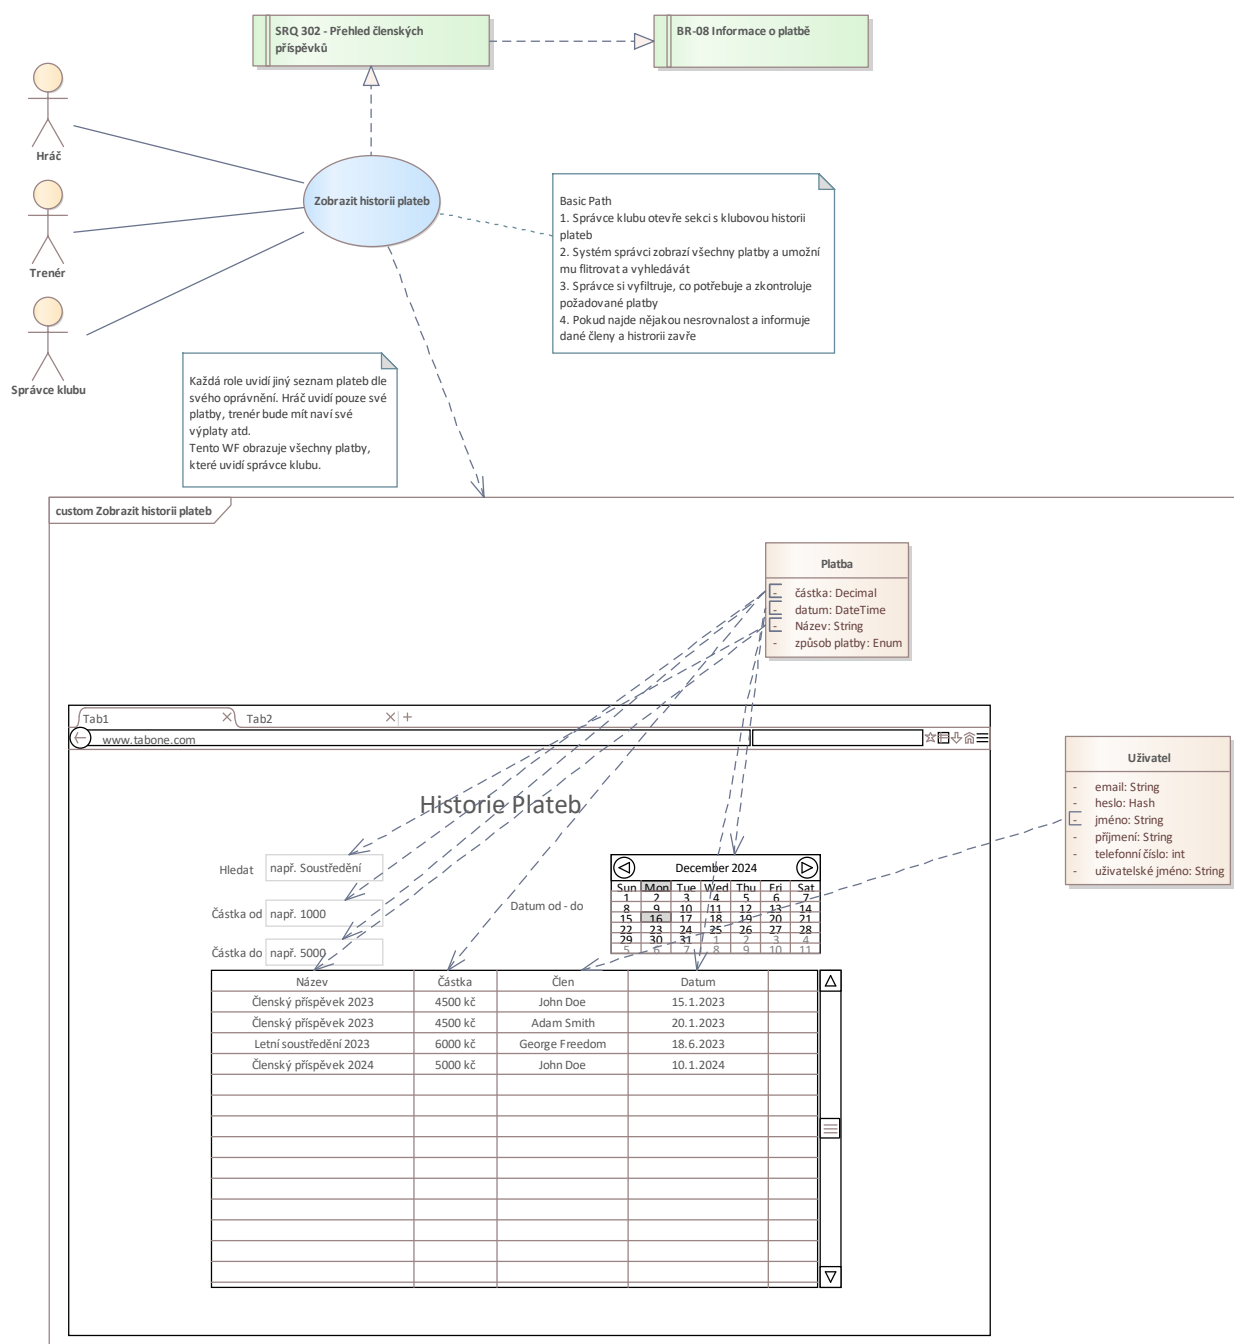 SRQ 302 - Přehled členských
příspěvků
BR-08 Informace o platbě
Hráč
Trenér
Správce klubu
Zobrazit historii plateb
Basic Path
1. Správce klubu otevře sekci s klubovou historii
plateb
2. Systém správci zobrazí všechny platby a umožní
mu flitrovat a vyhledávát
3. Správce si vyfiltruje, co potřebuje a zkontroluje
požadované platby
4. Pokud najde nějakou nesrovnalost a informuje
dané členy a histrorii zavře
Každá role uvidí jiný seznam plateb dle
svého oprávnění. Hráč uvidí pouze své
platby, trenér bude mít naví své
výplaty atd.
Tento WF obrazuje všechny platby,
které uvidí správce klubu.
custom Zobrazit historii plateb
Platba
- částka: Decimal
- datum: DateTime
- Název: String
- způsob platby: Enum
Tab1
Tab2
www.tabone.com
Uživatel
- email: String
- heslo: Hash
- jméno: String
- příjmení: String
- telefonní číslo: int
- uživatelské jméno: String
Historie Plateb
Hledat např. Soustředění
Částka od např. 1000
Částka do např. 5000
Datum od - do
December 2024
Sun Mon Tue Wed Thu Fri Sat
1 2 3 4 5 6 7
8 9 10 11 12 13 14
15 16 17 18 19 20 21
22 23 24 25 26 27 28
29 30 31 1 2 3 4
5 6 7 8 9 10 11
Název Částka Člen Datum
Členský příspěvek 2023 4500 kč John Doe 15.1.2023
Členský příspěvek 2023 4500 kč Adam Smith 20.1.2023
Letní soustředění 2023 6000 kč George Freedom 18.6.2023
Členský příspěvek 2024 5000 kč John Doe 10.1.2024